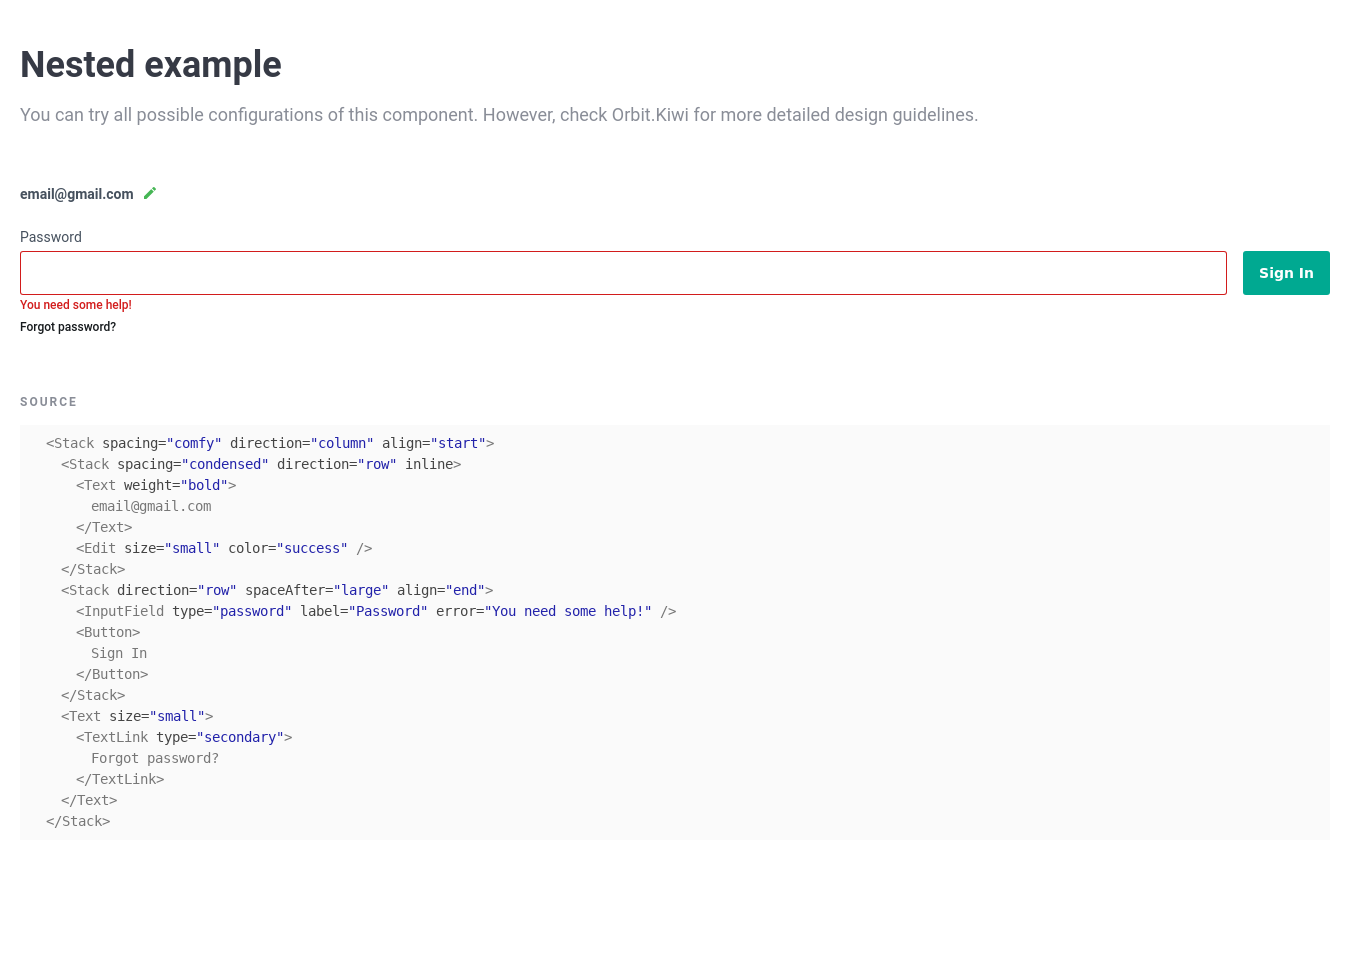 Nested example
You can try all possible configurations of this component. However, check Orbit.Kiwi for more detailed design guidelines.
email@gmail.com
Password
Sign In
You need some help!
Forgot password?
SOURCE
<Stack spacing="comfy" direction="column" align="start">
<Stack spacing="condensed" direction="row" inline>
<Text weight="bold">
email@gmail.com
</Text>
<Edit size="small" color="success" />
</Stack>
<Stack direction="row" spaceAfter="large" align="end">
<InputField type="password" label="Password" error="You need some help!" />
<Button>
Sign In
</Button>
</Stack>
<Text size="small">
<TextLink type="secondary">
Forgot password?
</TextLink>
</Text>
</Stack>